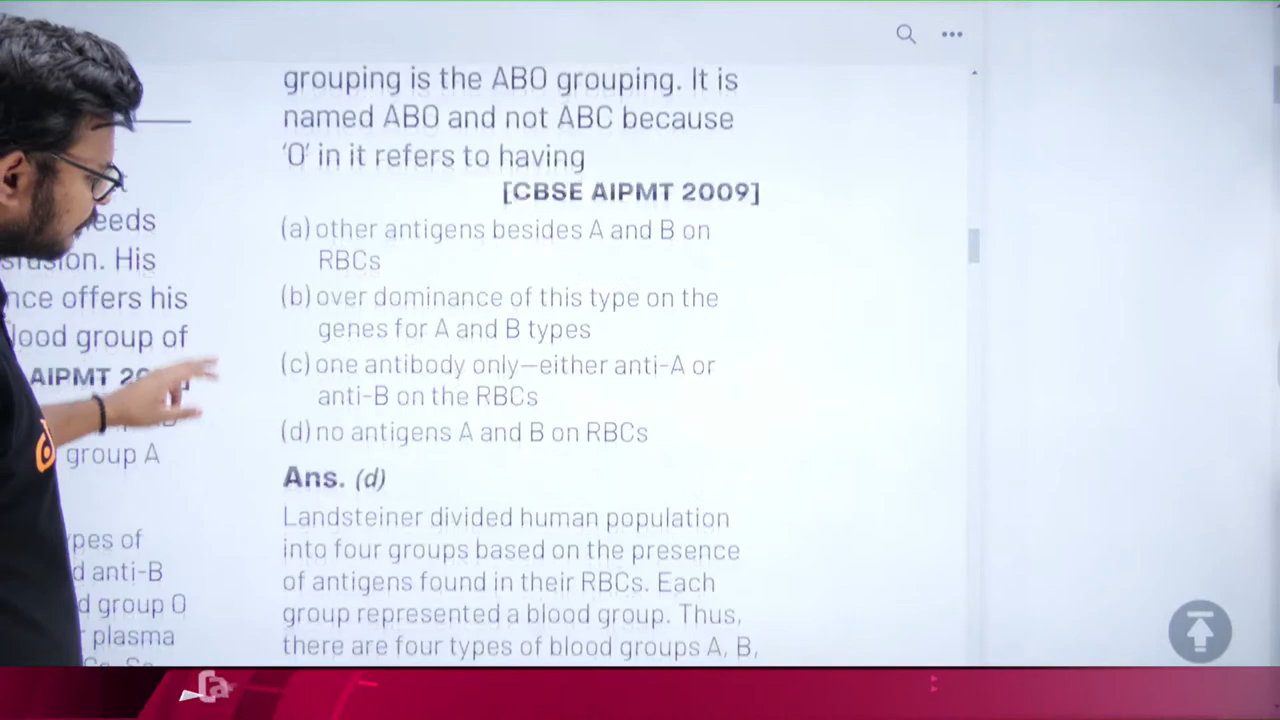 grouping is the ABO grouping. It is
named ABO and not ABC because
'O' in it refers to having
[CBSE AIPMT 2009]
(a) other antigens besides A and B on
RBCs
(b) over dominance of this type on the
genes for A and B types
(c) one antibody only—either anti-A or
anti-B on the RBCs
(d) no antigens A and B on RBCs
Ans. (d)
Landsteiner divided human population
into four groups based on the presence
of antigens found in their RBCs. Each
group represented a blood group. Thus,
there are four types of blood groups A, B,
eeds
. His
nce offers his
lood group of
AIPMT
group A
pes of
d anti-B
d group O
plasma